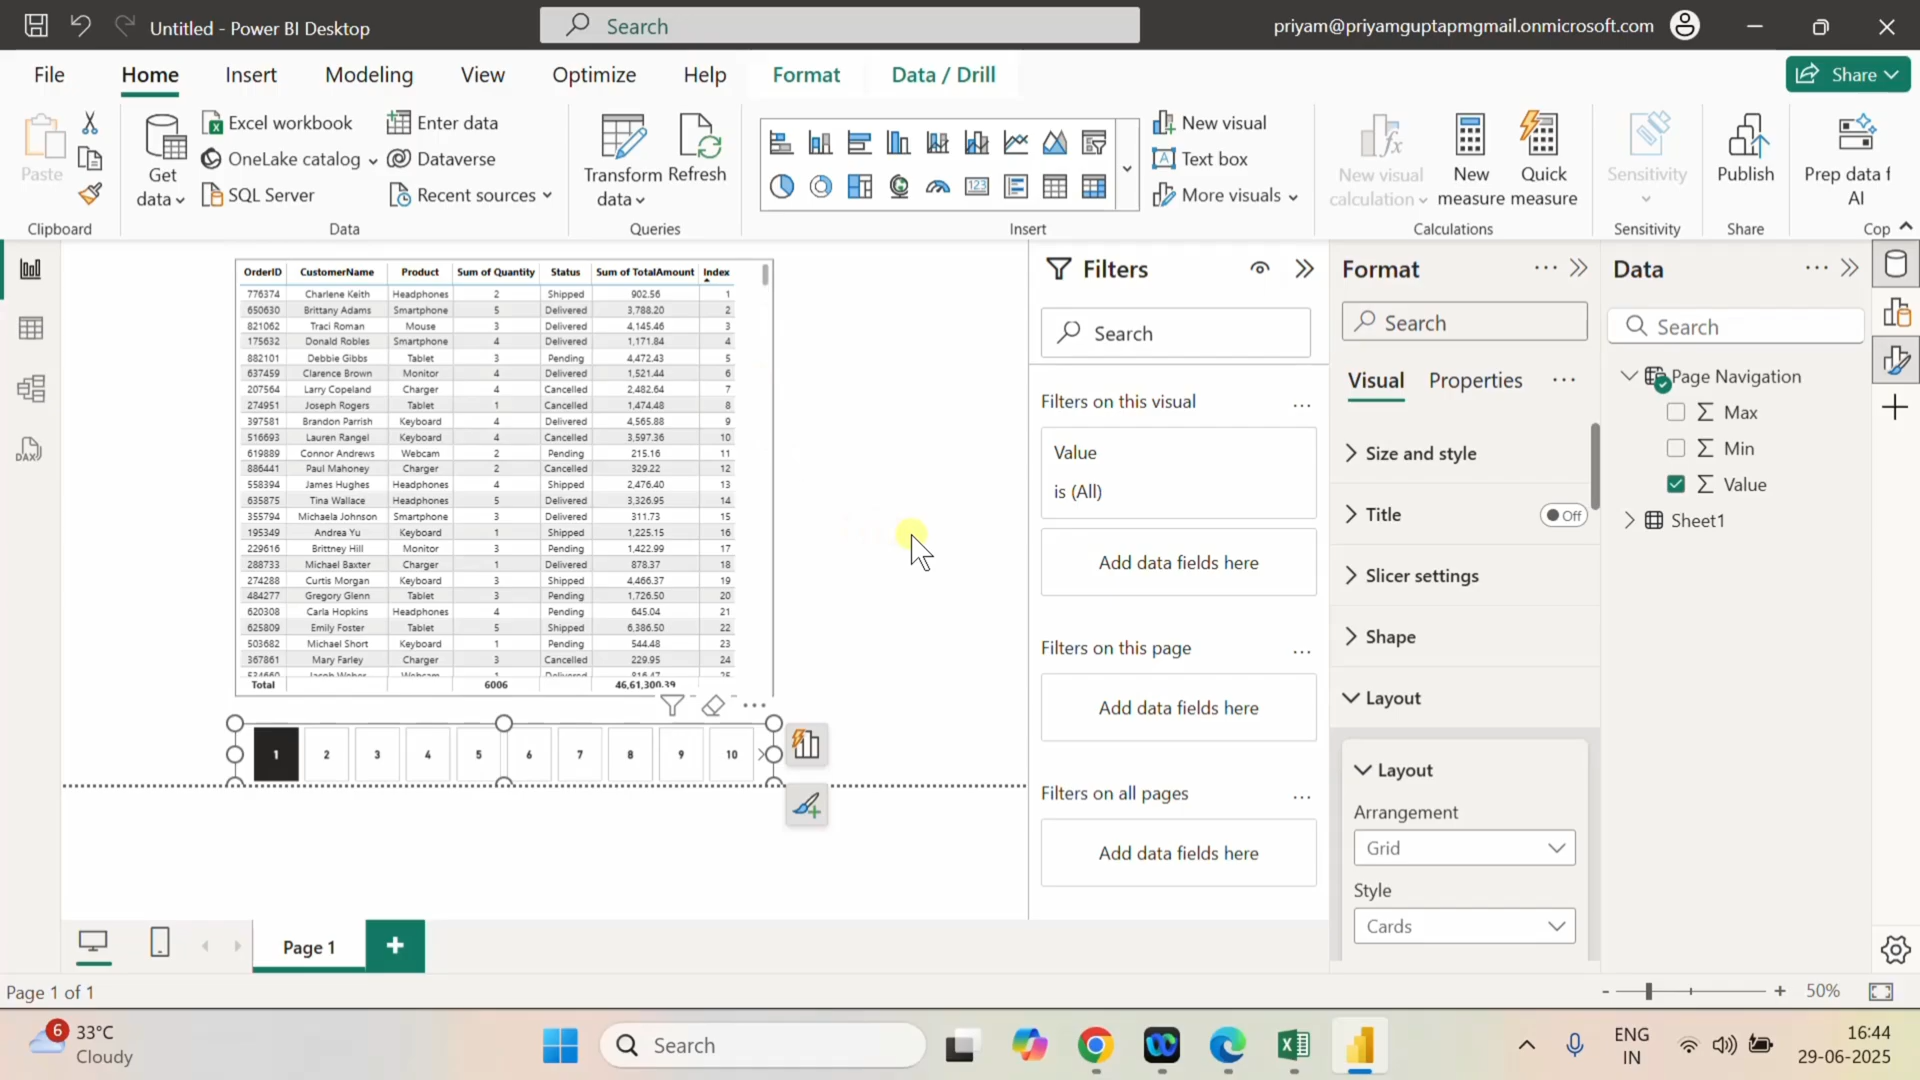 Untitled - Power BI Desktop
Search
priyam@priyamguptapmgmail.onmicrosoft.com
File Home Insert Modeling View Optimize Help Format Data / Drill
Share
Paste
Get data
Excel workbook
OneLake catalog
SQL Server
Enter data
Dataverse
Recent sources
Transform data
Refresh
New visual
Text box
More visuals
New visual calculation
New measure
Quick measure
Sensitivity
Publish
Prep data f
AI
Clipboard Data Queries Insert Calculations Sensitivity Share Cop
OrderID CustomerName Product Sum of Quantity Status Sum of TotalAmount Index
776374 Charlene Keith Headphones 2 Shipped 902.56 1
650630 Brittany Adams Smartphone 5 Delivered 3,788.20 2
821062 Traci Roman Mouse 3 Delivered 4,145.46 3
175632 Donald Robles Smartphone 4 Delivered 1,171.84 4
882101 Debbie Gibbs Tablet 3 Pending 4,472.43 5
637459 Clarence Brown Monitor 4 Delivered 1,521.44 6
207564 Larry Copeland Charger 4 Cancelled 2,482.64 7
274951 Joseph Rogers Tablet 1 Cancelled 1,474.48 8
397581 Brandon Parrish Keyboard 4 Delivered 4,565.88 9
516693 Lauren Rangel Keyboard 4 Cancelled 3,597.36 10
619889 Connor Andrews Webcam 2 Pending 215.16 11
886441 Paul Mahoney Charger 2 Cancelled 329.22 12
558394 James Hughes Headphones 4 Shipped 2,476.40 13
635875 Tina Wallace Headphones 5 Delivered 3,326.95 14
355794 Michaela Johnson Smartphone 3 Delivered 311.73 15
195349 Andrea Yu Keyboard 1 Shipped 1,225.15 16
229616 Brittney Hill Monitor 3 Pending 1,422.99 17
288733 Michael Baxter Charger 1 Delivered 878.37 18
274288 Curtis Morgan Keyboard 3 Shipped 4,466.37 19
484277 Gregory Glenn Tablet 3 Pending 1,726.50 20
620308 Carla Hopkins Headphones 4 Pending 645.04 21
625809 Emily Foster Tablet 5 Shipped 6,386.50 22
503682 Michael Short Keyboard 1 Pending 544.48 23
367861 Mary Farley Charger 3 Cancelled 229.95 24
Total 6006 46,61,300.39
1 2 3 4 5 6 7 8 9 10
Filters
Search
Filters on this visual
Value
is (All)
Add data fields here
Filters on this page
Add data fields here
Filters on all pages
Add data fields here
Format
Search
Visual Properties
Size and style
Title Off
Slicer settings
Shape
Layout
Layout
Arrangement
Grid
Style
Cards
Data
Search
Page Navigation
Max
Min
Value
Sheet1
Page 1
Page 1 of 1
- + 50%
6
33°C
Cloudy
Search
ENG
IN
16:44
29-06-2025